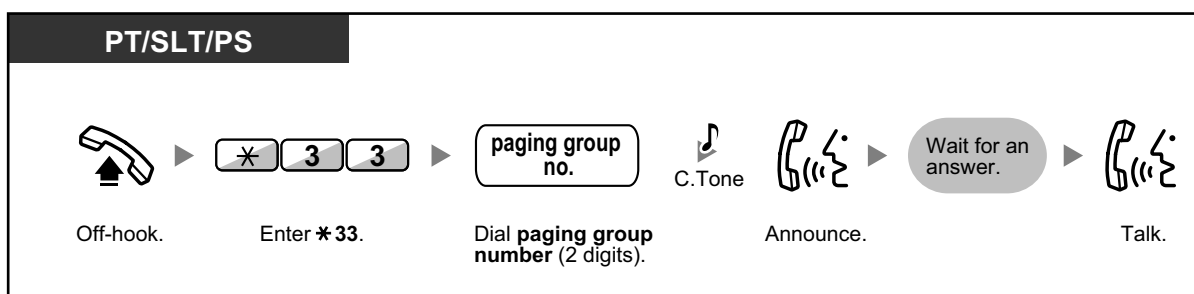 PT/SLT/PS
✳ 3 3
paging group
no.
C.Tone
Wait for an
answer.
Off-hook.
Enter ✳33.
Dial paging group
number (2 digits).
Announce.
Talk.